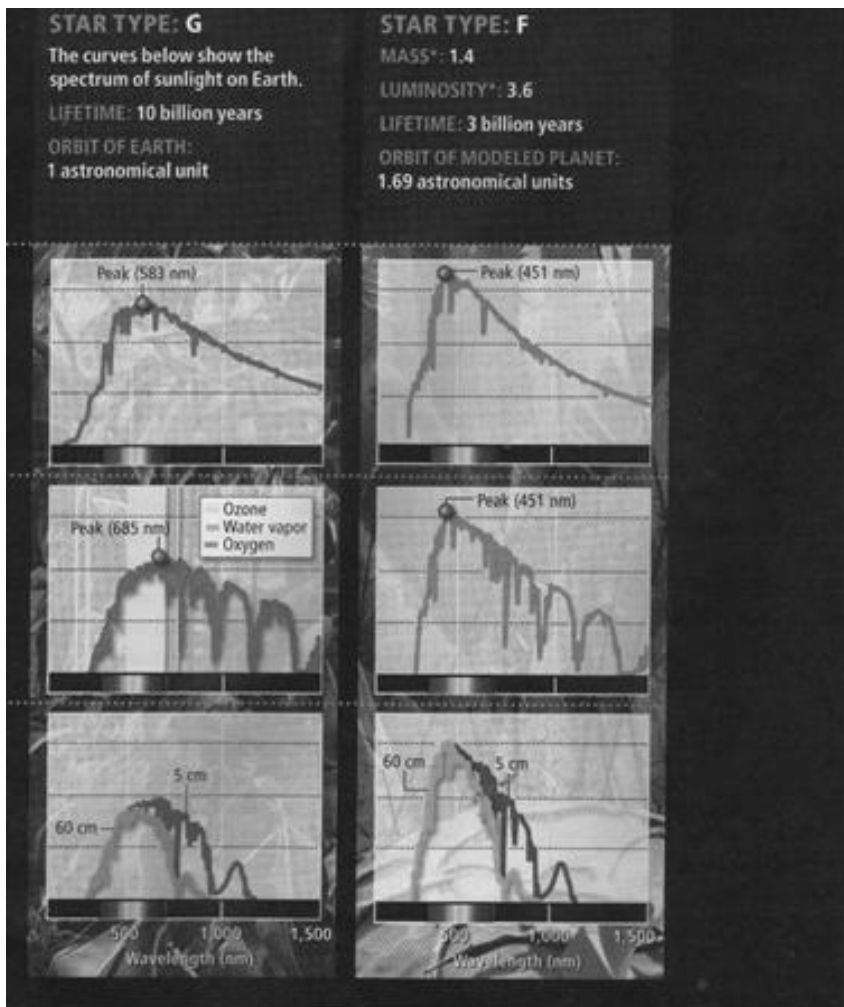 STAR TYPE: G
The curves below show the
spectrum of sunlight on Earth.
LIFETIME: 10 billion years
ORBIT OF EARTH:
1 astronomical unit
STAR TYPE: F
MASS*: 1.4
LUMINOSITY*: 3.6
LIFETIME: 3 billion years
ORBIT OF MODELED PLANET:
1.69 astronomical units
Peak (583 nm)
Peak (451 nm)
Peak (685 nm)
Ozone
Water vapor
Oxygen
Peak (451 nm)
5 cm
60 cm
60 cm
5 cm
500
1,000
1,500
Wavelength (nm)
500
1,000
1,500
Wavelength (nm)